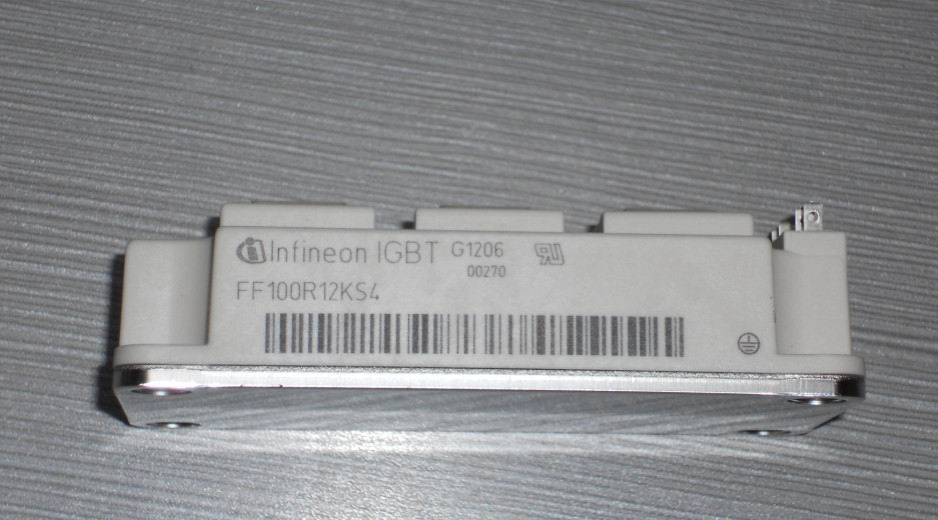 Infineon IGBT G1206
00270
FF100R12KS4